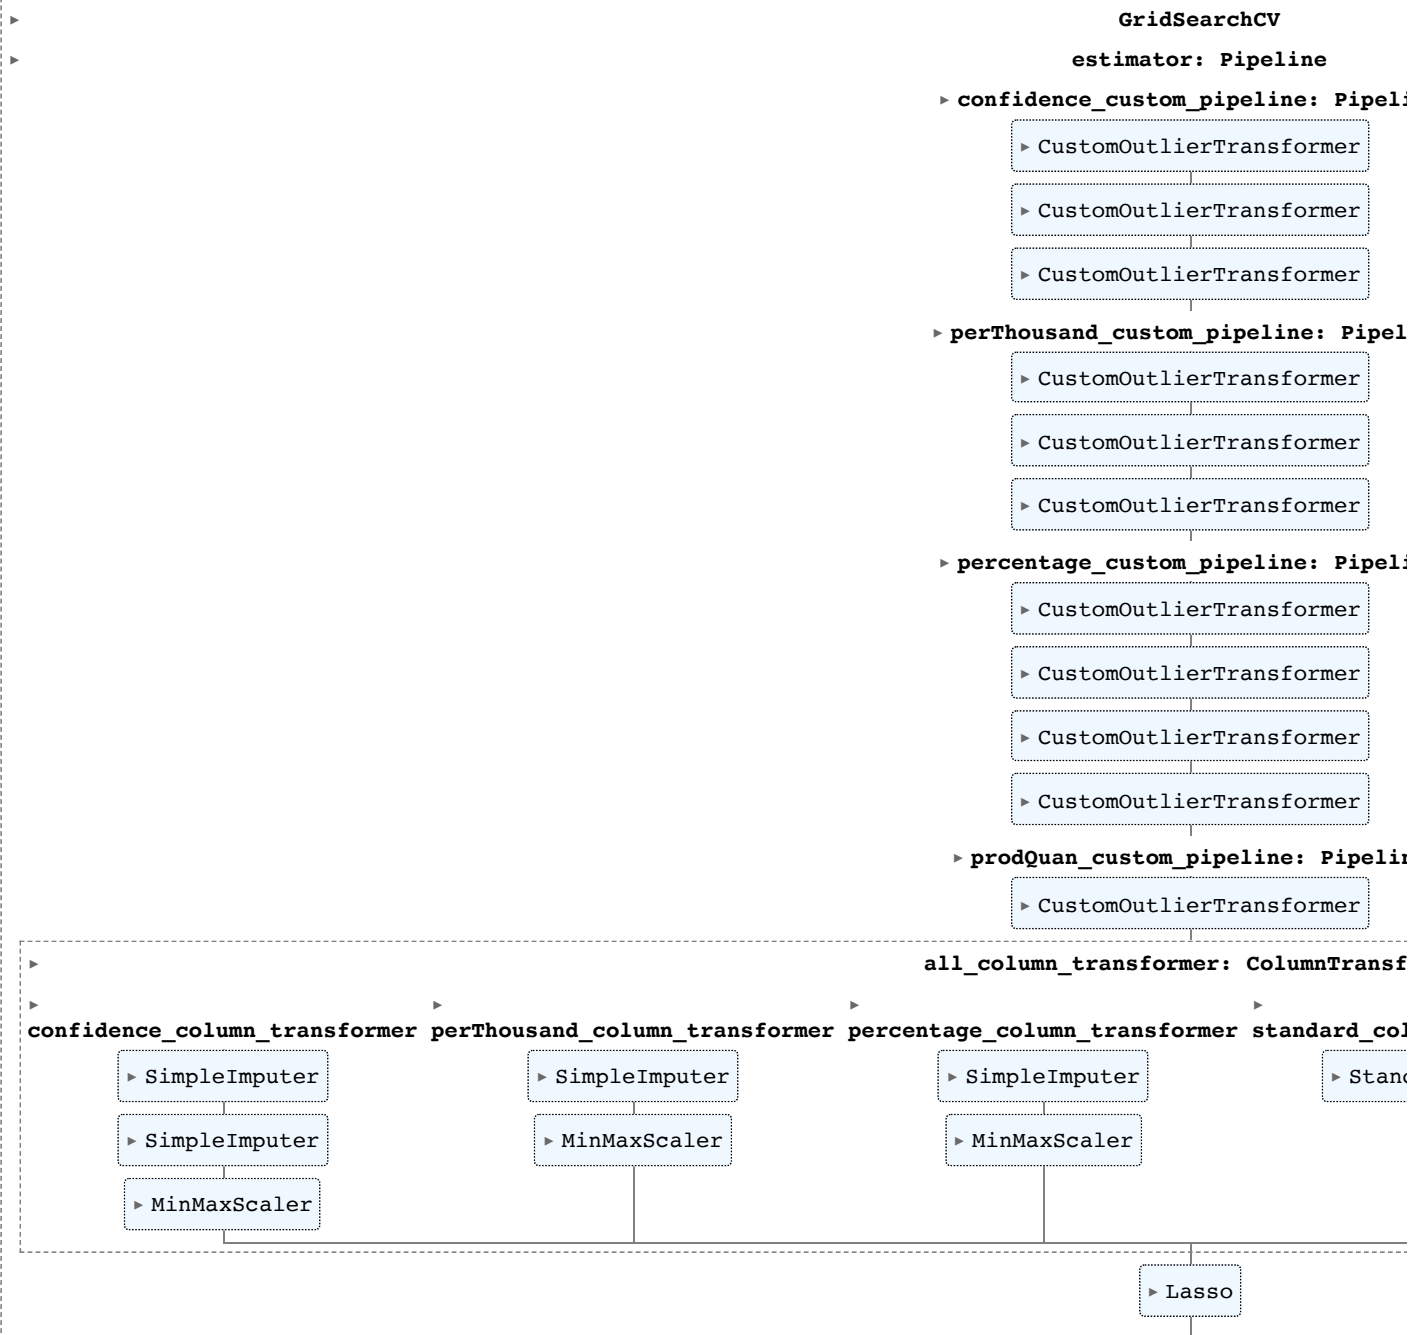 GridSearchCV
estimator: Pipeline
confidence_custom_pipeline: Pipeli
CustomOutlierTransformer
CustomOutlierTransformer
CustomOutlierTransformer
perThousand_custom_pipeline: Pipel
CustomOutlierTransformer
CustomOutlierTransformer
CustomOutlierTransformer
percentage_custom_pipeline: Pipeli
CustomOutlierTransformer
CustomOutlierTransformer
CustomOutlierTransformer
CustomOutlierTransformer
prodQuan_custom_pipeline: Pipelin
CustomOutlierTransformer
all_column_transformer: ColumnTransf
confidence_column_transformer perThousand_column_transformer percentage_column_transformer standard_col
SimpleImputer SimpleImputer SimpleImputer Stand
SimpleImputer MinMaxScaler MinMaxScaler
MinMaxScaler
Lasso